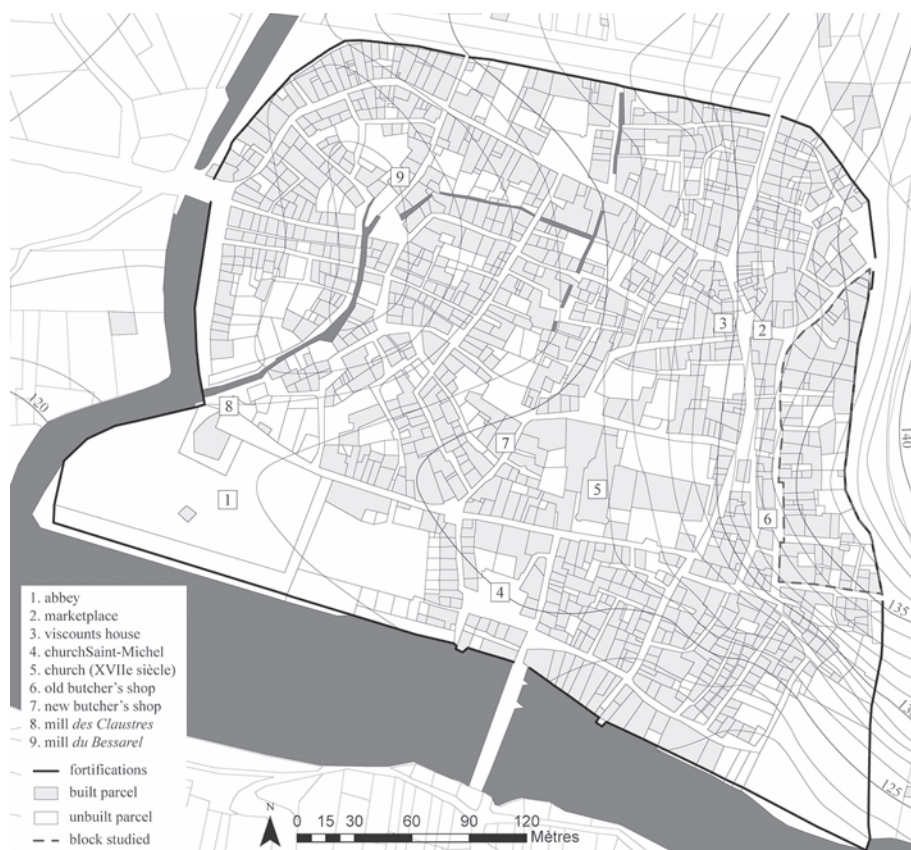 9
3
2
120
8
7
140
1
5
6
4
135
125
1. abbey
2. marketplace
3. viscounts house
4. churchSaint-Michel
5. church (XVIIe siècle)
6. old butcher's shop
7. new butcher's shop
8. mill des Claustres
9. mill du Bessarel
fortifications
built parcel
unbuilt parcel
block studied
N
0 15 30 60 90 120
Mètres